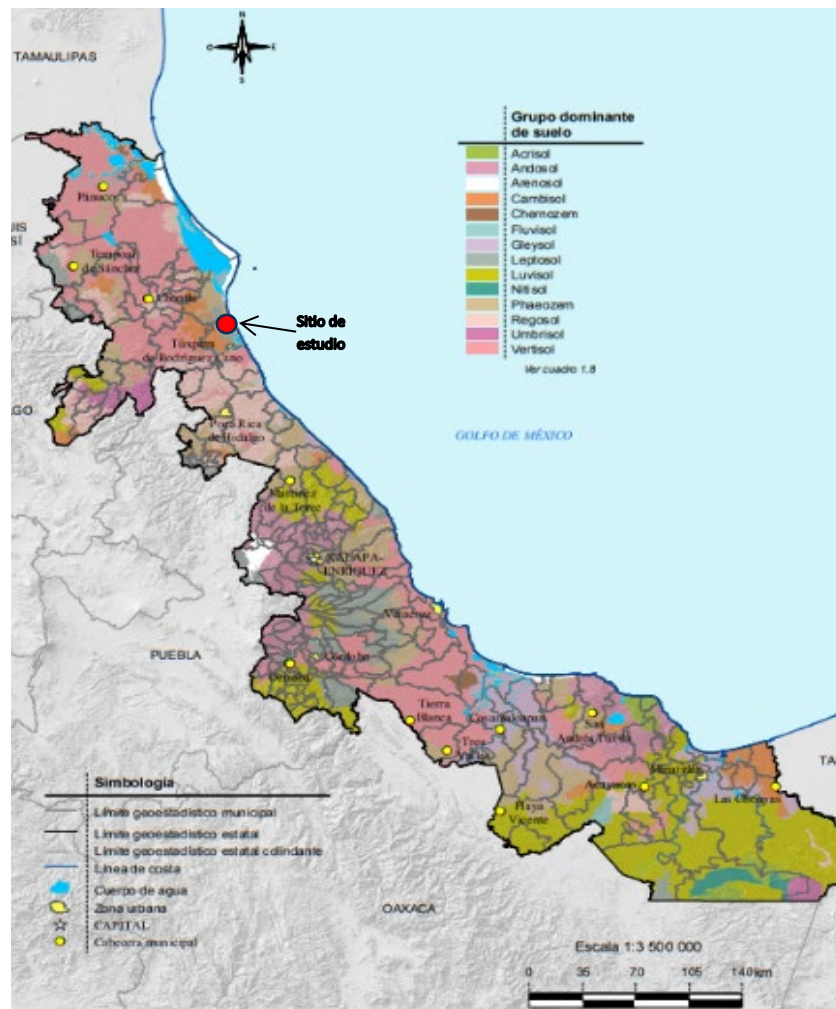 N
E
S
TAMAULIPAS
Grupo dominante
de suelo
Acrisol
Andosol
Arenosol
Cambisol
Chernozem
Fluvisol
Gleysol
Leptosol
Luvisol
Nitisol
Phaeozem
Regosol
Umbrisol
Vertisol
Ver cuadro 1.8
Pánuco
UIS
Tempoal
de Sánchez
Sitio de
estudio
Túxpam
de Rodríguez Cano
GO
Poza Rica
de Hidalgo
GOLFO DE MÉXICO
Martínez
de la Torre
XALAPA-
ENRÍQUEZ
Veracruz
PUEBLA
Córdoba
Orizaba
Tierra
Blanca
Cosamaloapan
San
Andrés Tuxtla
Tres
TA
Minatitlán
Acayucan
Las Choapas
Playa
Vicente
Simbología
Límite geoestadístico municipal
Límite geoestadístico estatal
Límite geoestadístico estatal colindante
Línea de costa
Cuerpo de agua
Zona urbana
CAPITAL
Cabecera municipal
OAXACA
Escala 1:3 500 000
0 35 70 105 140 km